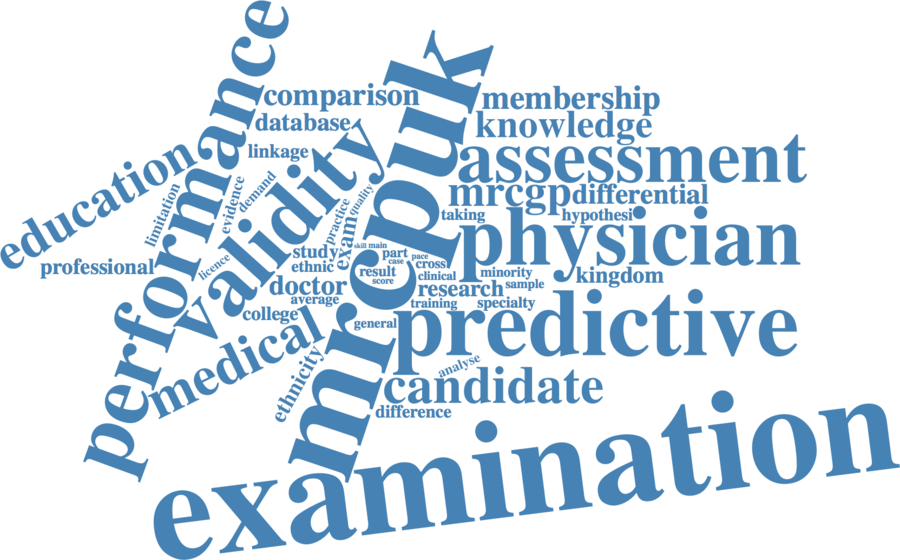 performance
comparison
database
linkage
membership
knowledge
assessment
education
validity
mrcpuk
mrcgp
differential
limitation
evidence
demand
practice
quality
exam
taking
hypothesi
physician
professional
licence
study
ethnic
skill
main
part
case
pace
cross
result
score
clinical
minority
sample
kingdom
doctor
average
research
training
specialty
college
general
predictive
medical
ethnicity
analyse
candidate
difference
examination